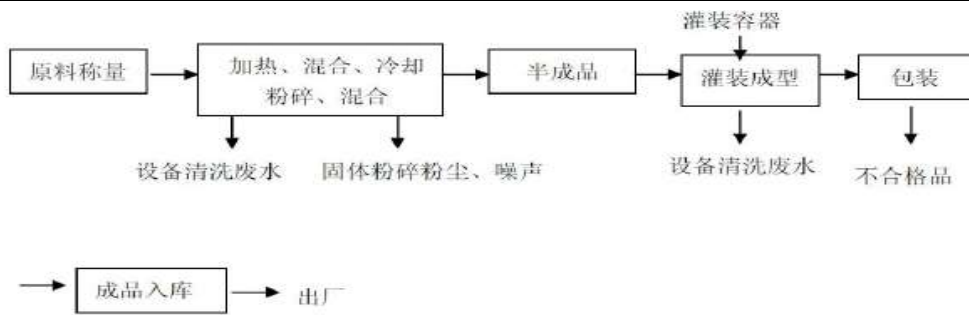 灌装容器
原料称量
加热、混合、冷却
粉碎、混合
半成品
灌装成型
包装
设备清洗废水
固体粉碎粉尘、噪声
设备清洗废水
不合格品
成品入库
出厂